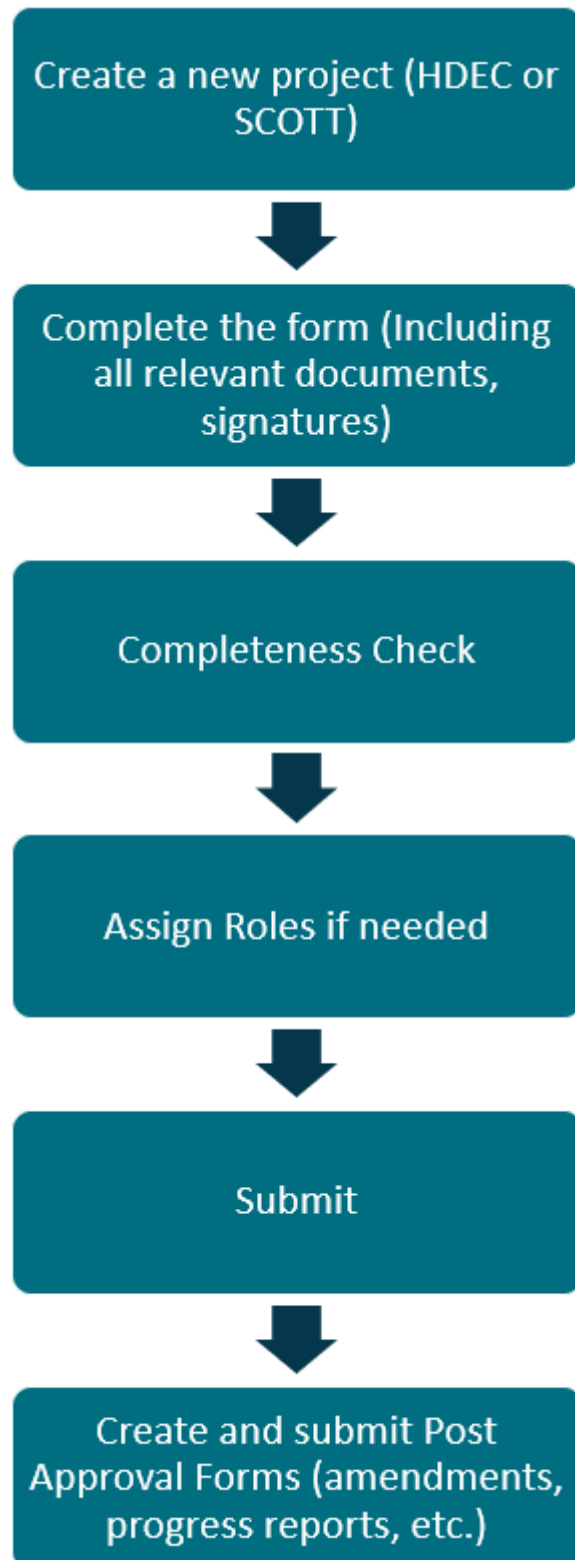 Create a new project (HDEC or
SCOTT)
Complete the form (Including
all relevant documents,
signatures)
Completeness Check
Assign Roles if needed
Submit
Create and submit Post
Approval Forms (amendments,
progress reports, etc.)